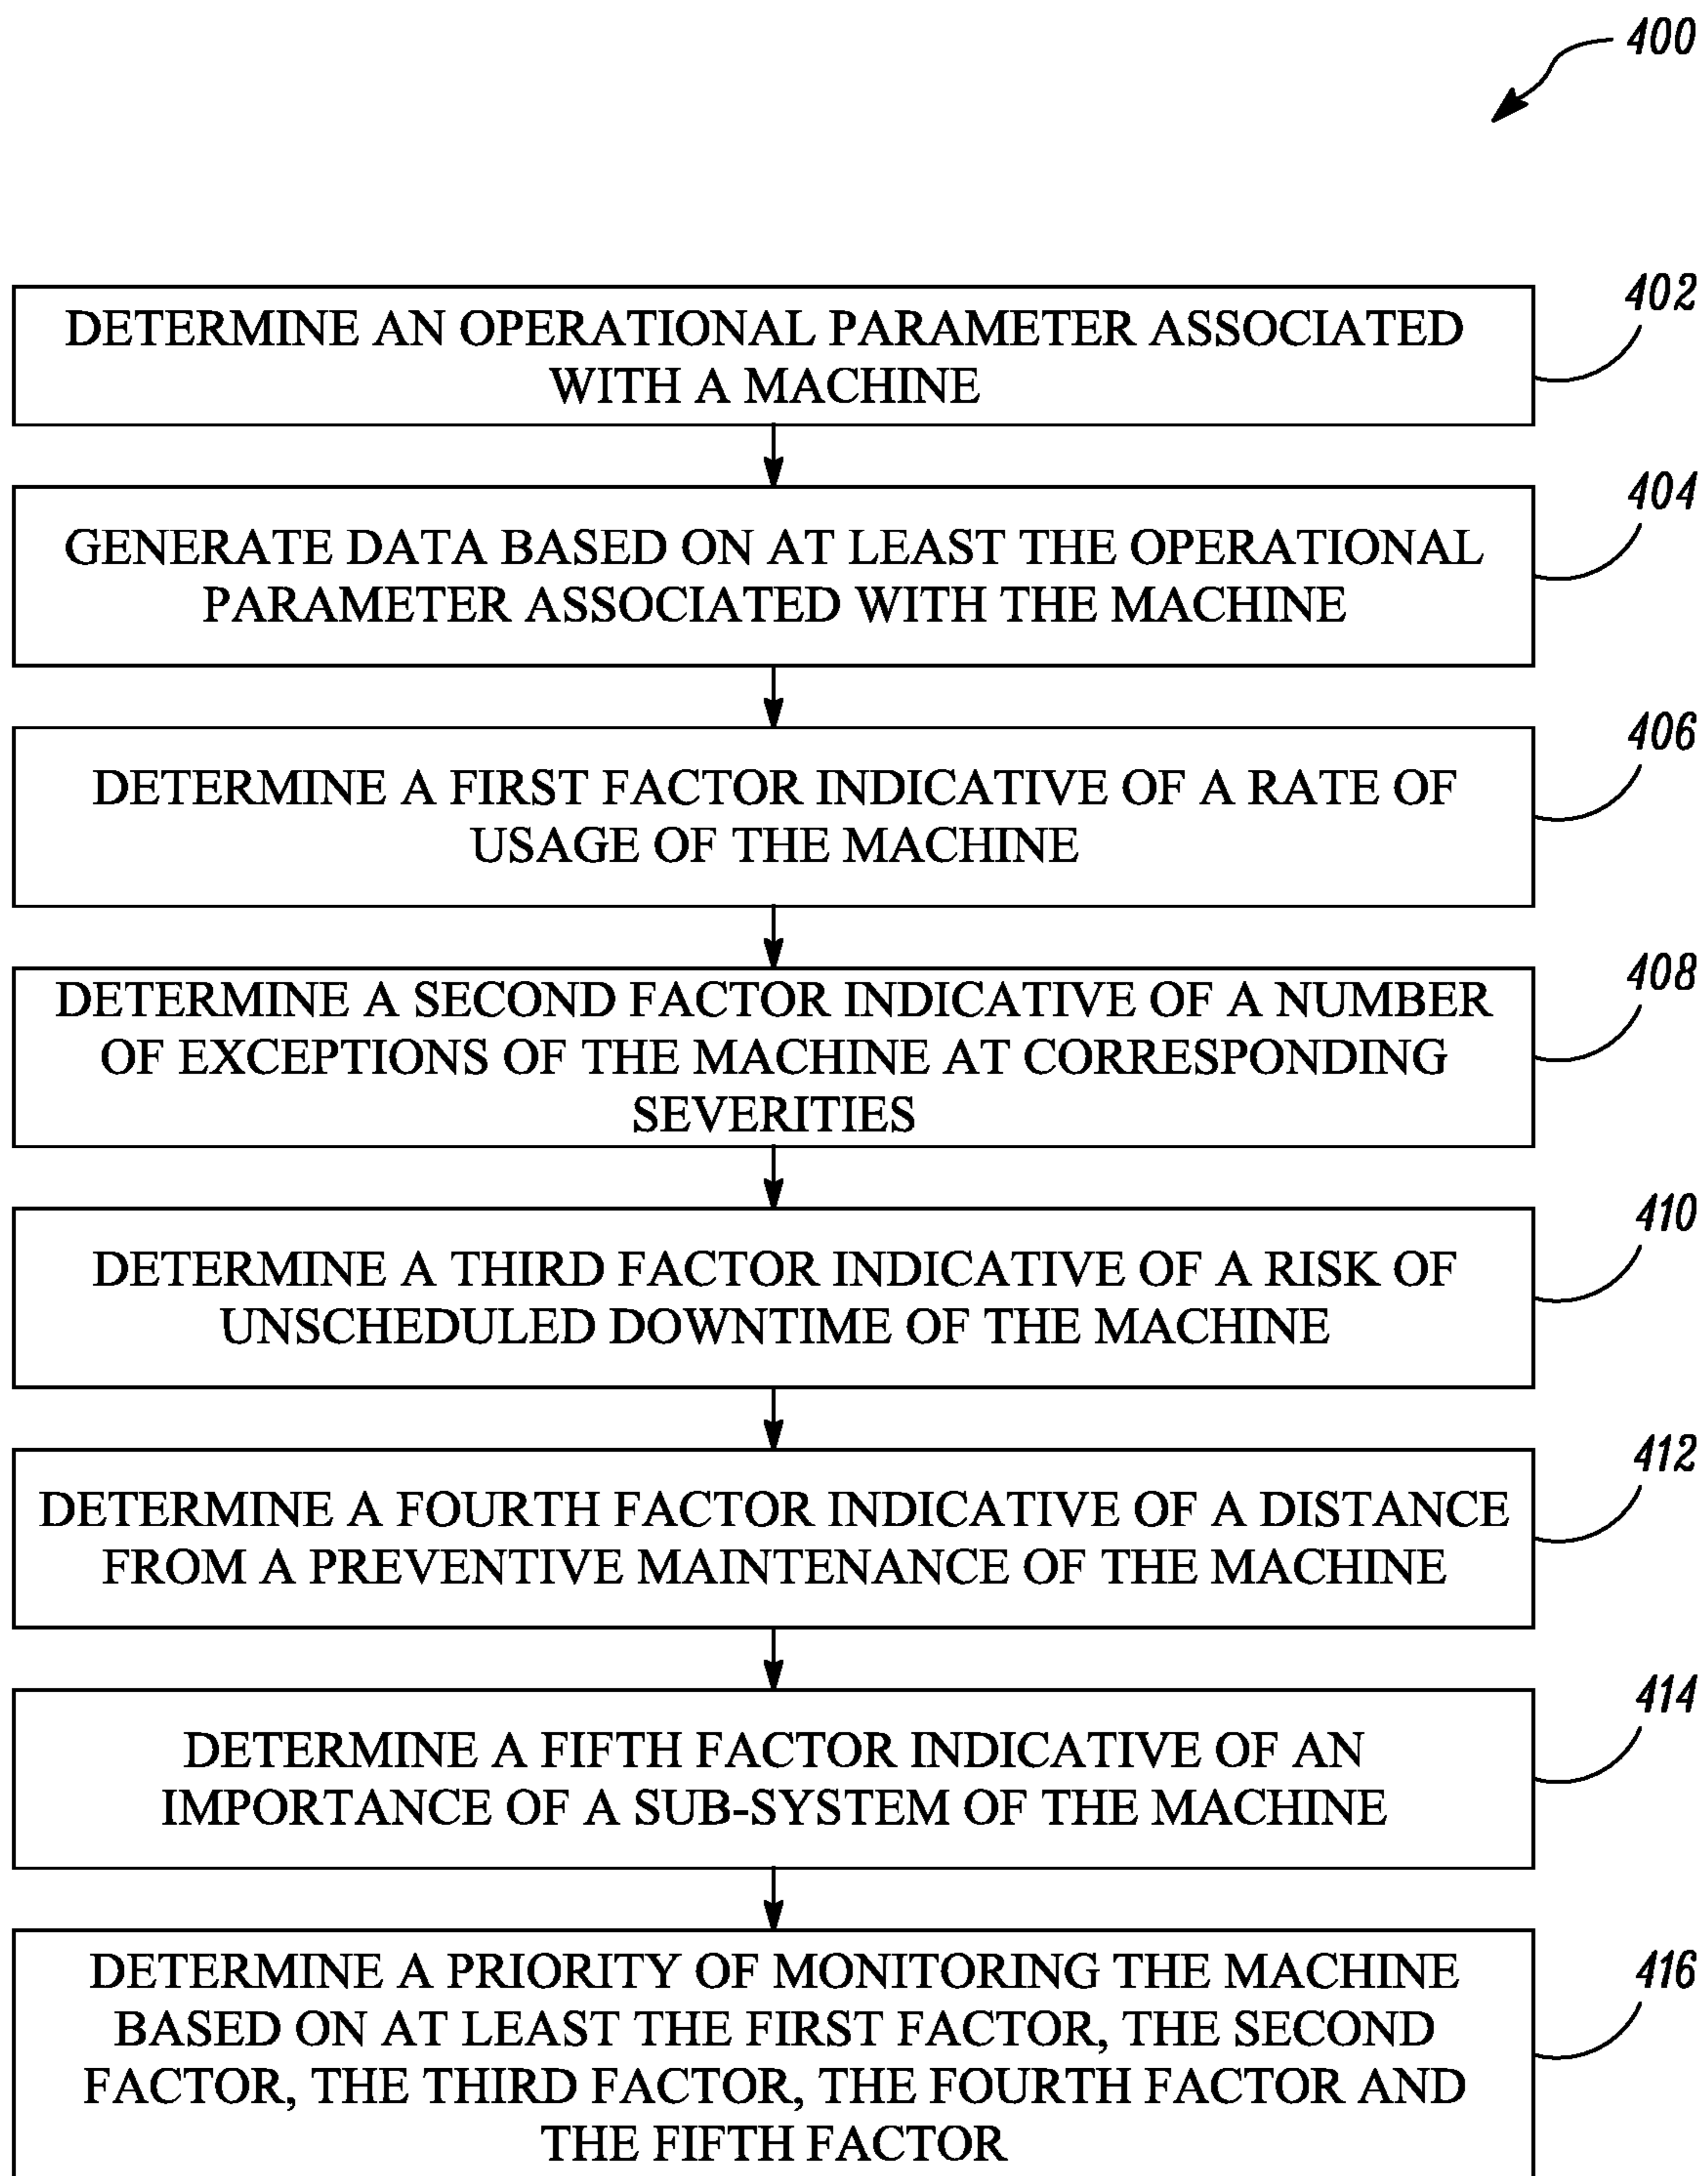 400
402
DETERMINE AN OPERATIONAL PARAMETER ASSOCIATED
WITH A MACHINE
404
GENERATE DATA BASED ON AT LEAST THE OPERATIONAL
PARAMETER ASSOCIATED WITH THE MACHINE
406
DETERMINE A FIRST FACTOR INDICATIVE OF A RATE OF
USAGE OF THE MACHINE
408
DETERMINE A SECOND FACTOR INDICATIVE OF A NUMBER
OF EXCEPTIONS OF THE MACHINE AT CORRESPONDING
SEVERITIES
410
DETERMINE A THIRD FACTOR INDICATIVE OF A RISK OF
UNSCHEDULED DOWNTIME OF THE MACHINE
412
DETERMINE A FOURTH FACTOR INDICATIVE OF A DISTANCE
FROM A PREVENTIVE MAINTENANCE OF THE MACHINE
414
DETERMINE A FIFTH FACTOR INDICATIVE OF AN
IMPORTANCE OF A SUB-SYSTEM OF THE MACHINE
416
DETERMINE A PRIORITY OF MONITORING THE MACHINE
BASED ON AT LEAST THE FIRST FACTOR, THE SECOND
FACTOR, THE THIRD FACTOR, THE FOURTH FACTOR AND
THE FIFTH FACTOR